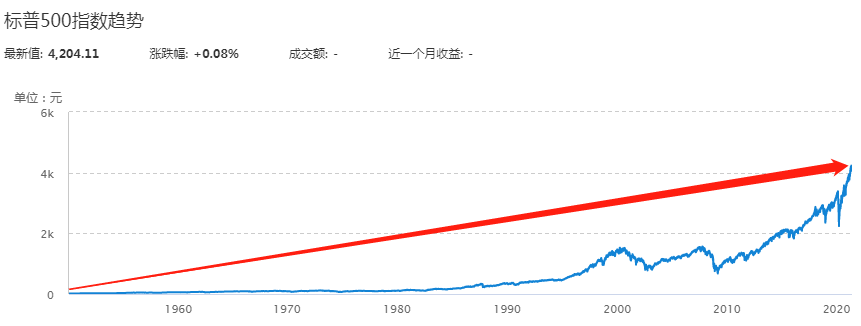 标普500指数趋势
最新值: 4,204.11 涨跌幅: +0.08% 成交额: - 近一个月收益: -
单位：元
6k
4k
2k
0
1960 1970 1980 1990 2000 2010 2020